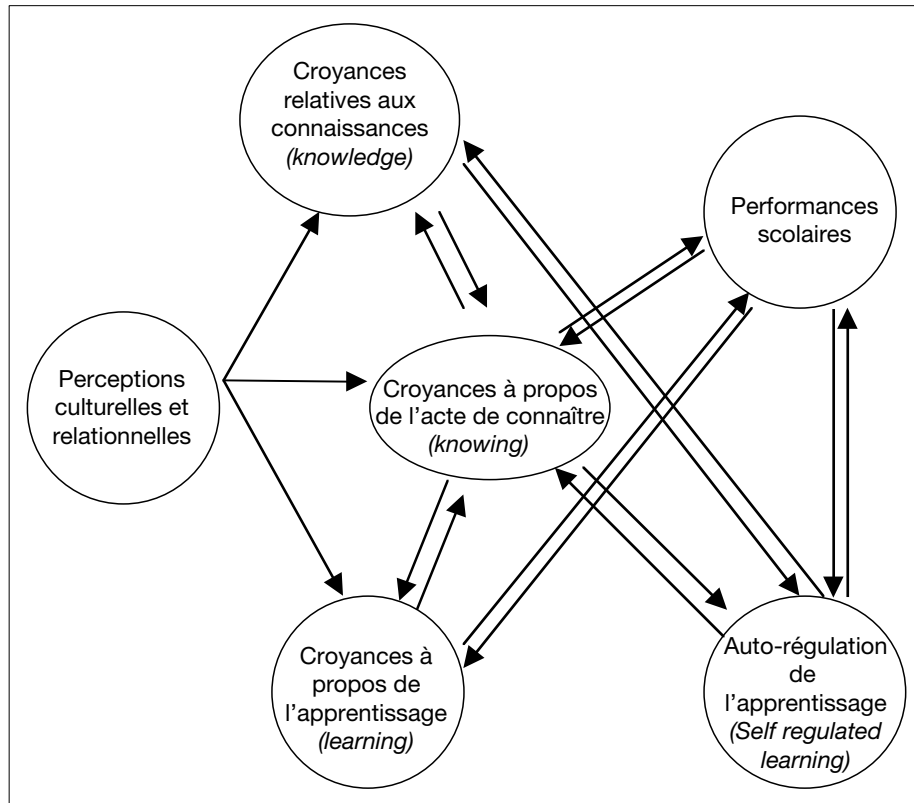 Croyances
relatives aux
connaissances
(knowledge)
Performances
scolaires
Perceptions
culturelles et
relationnelles
Croyances à propos
de l'acte de connaître
(knowing)
Croyances à
propos de
l'apprentissage
(learning)
Auto-régulation
de
l'apprentissage
(Self regulated
learning)